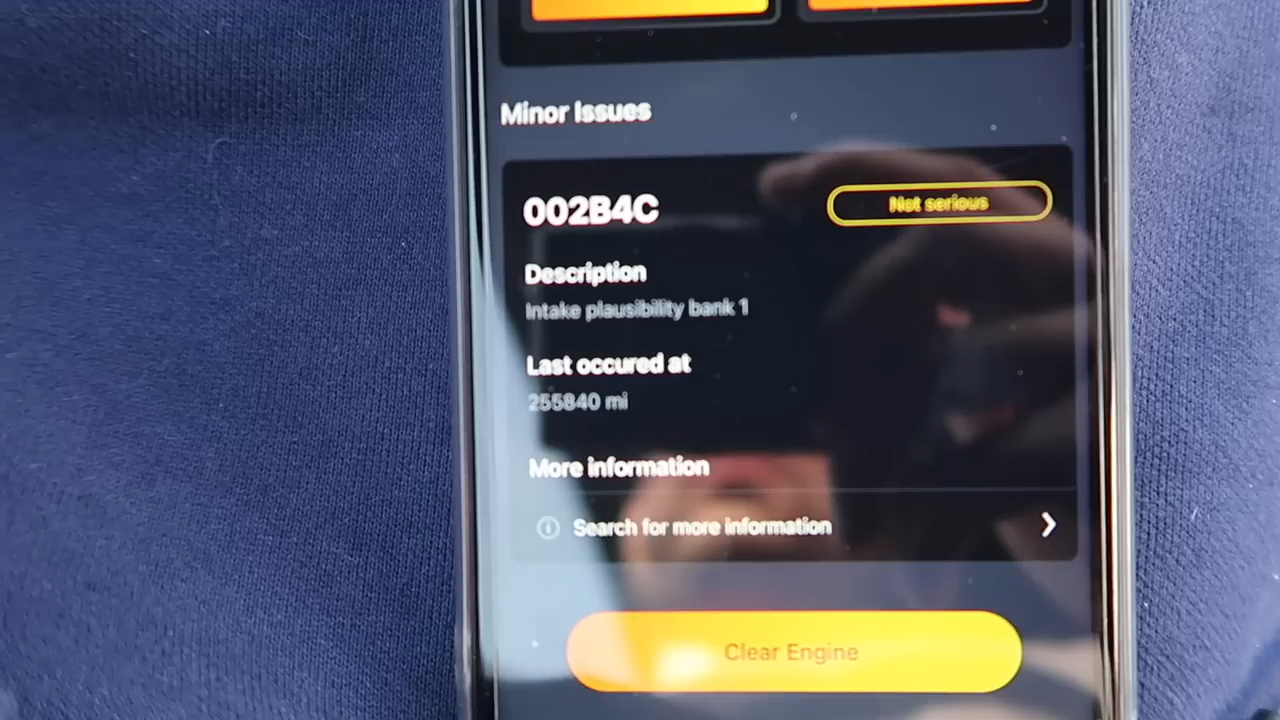 Minor Issues
002B4C
Not serious
Description
Intake plausibility bank 1
Last occured at
255840 mi
More information
Search for more information
Clear Engine